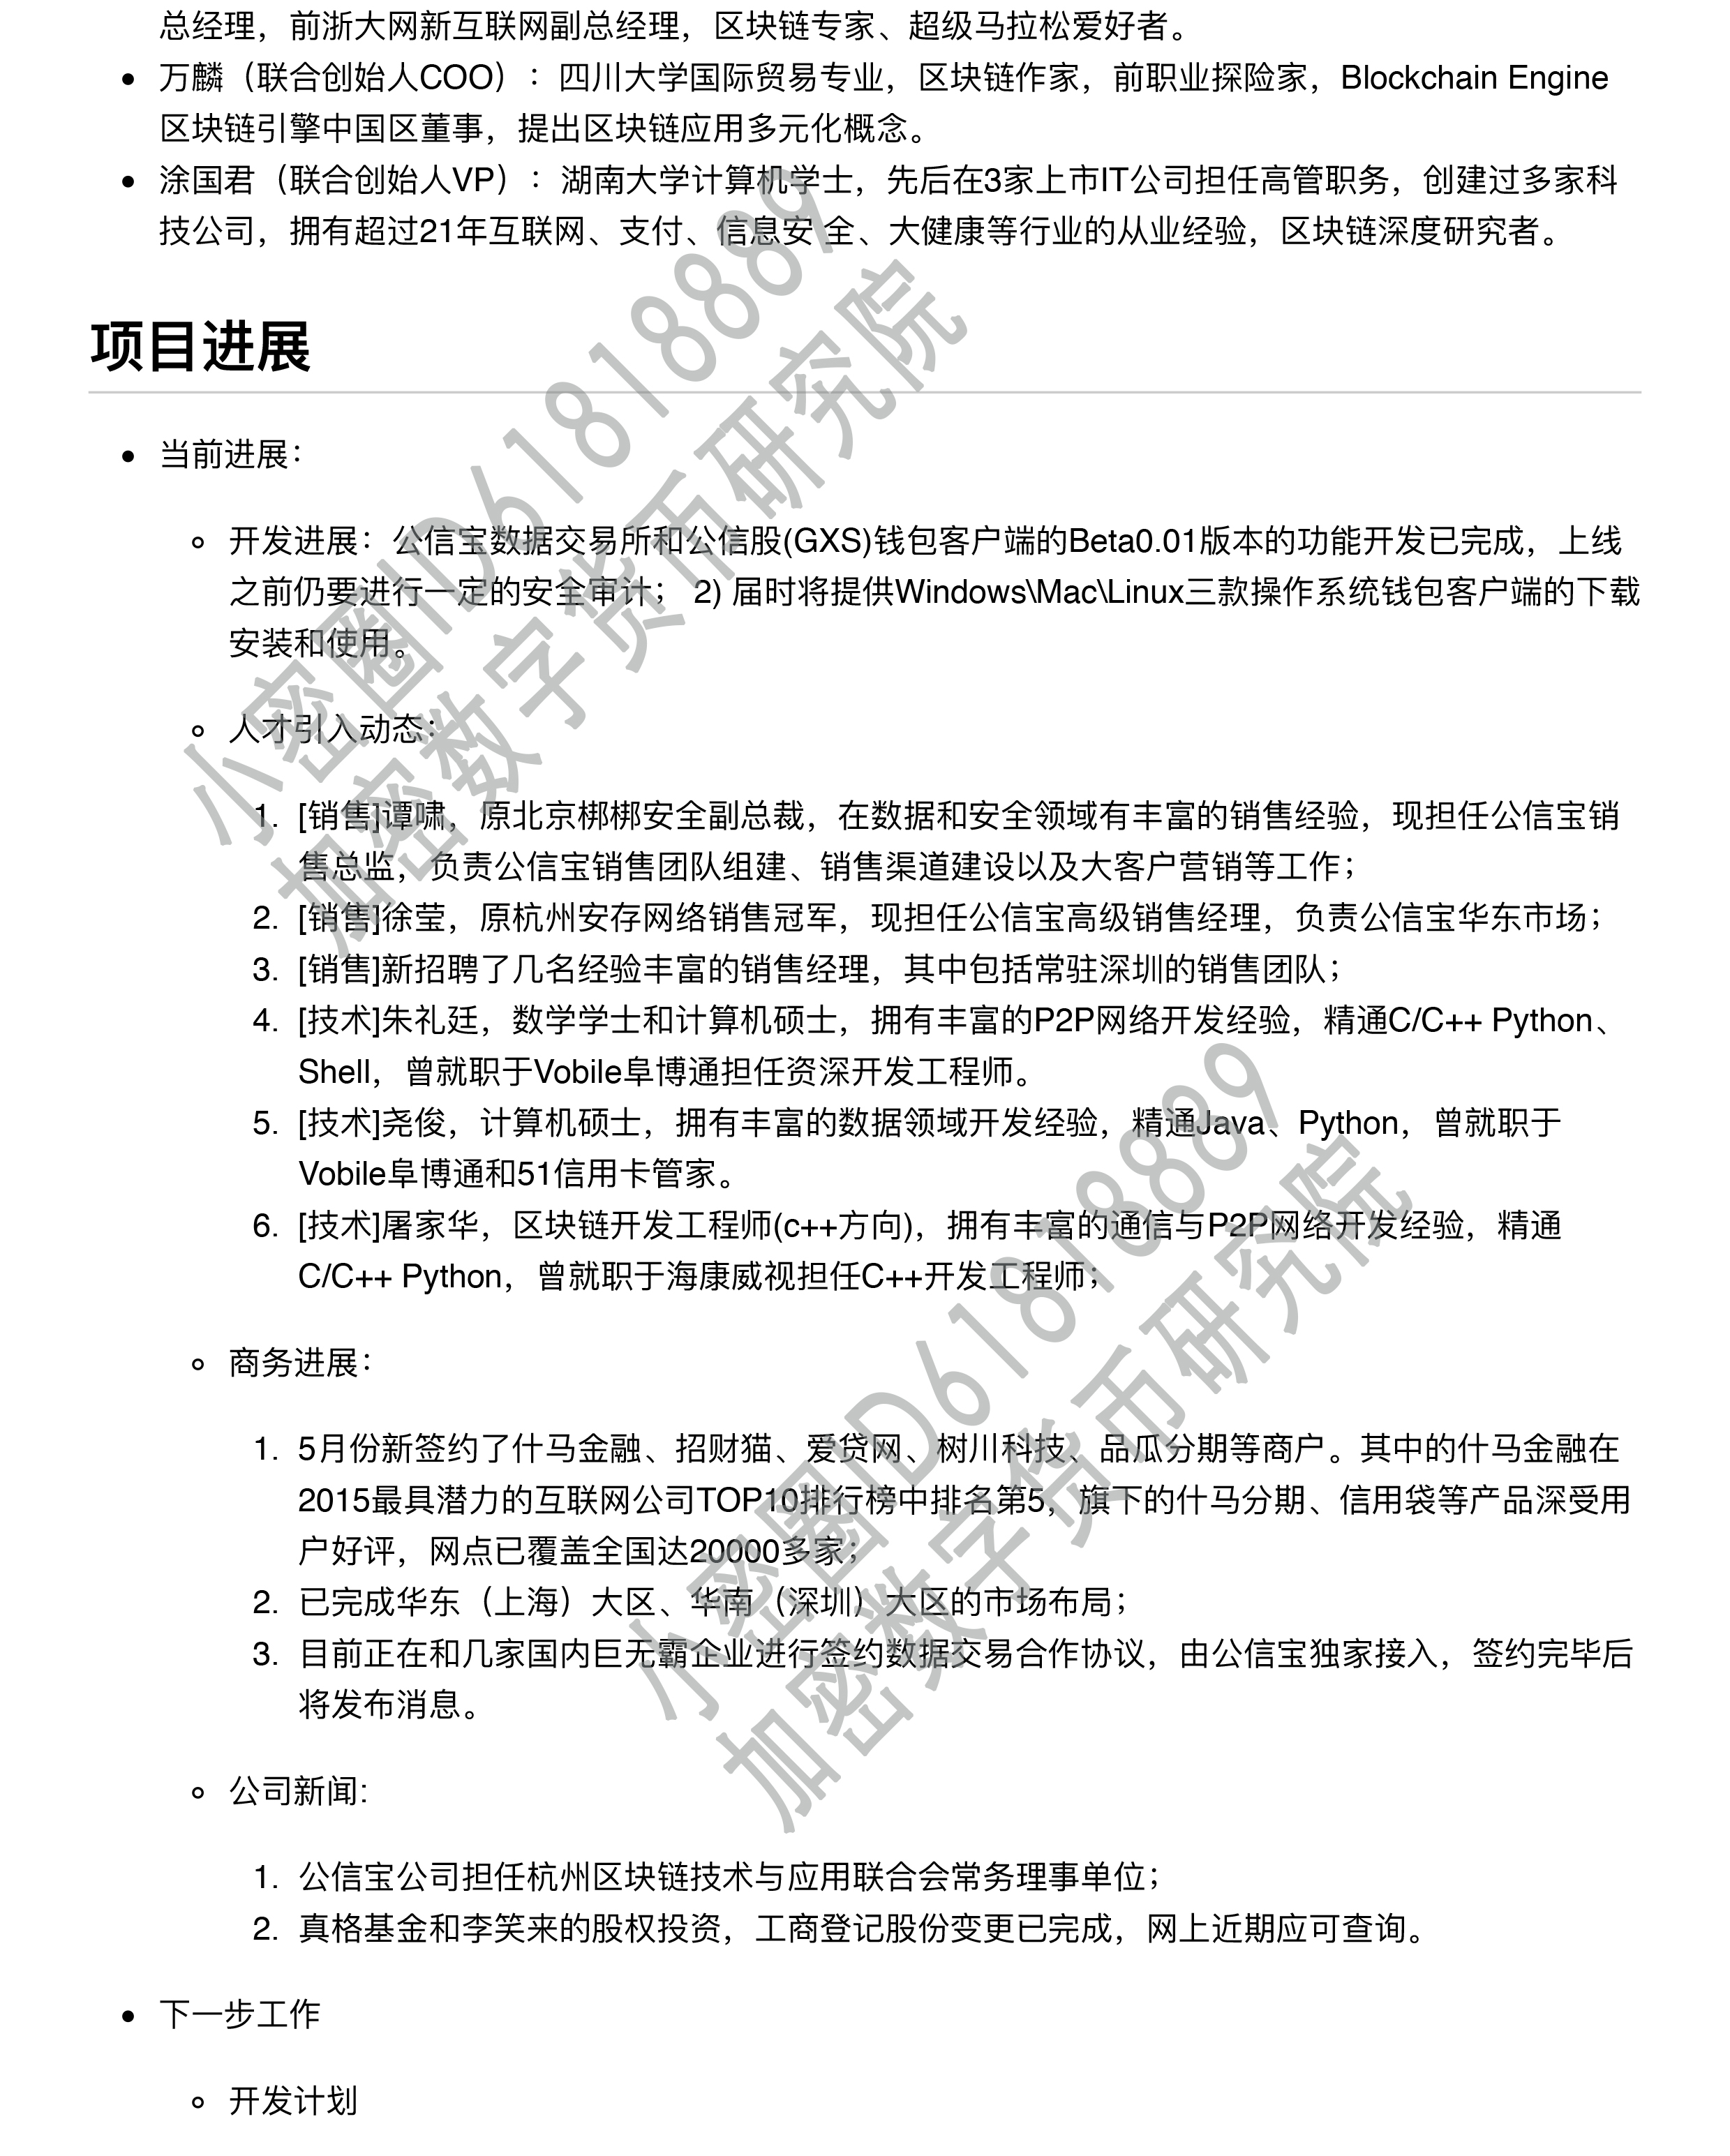 总经理，前浙大网新互联网副总经理，区块链专家、超级马拉松爱好者。
万麟（联合创始人COO）：四川大学国际贸易专业，区块链作家，前职业探险家，Blockchain Engine
区块链引擎中国区董事，提出区块链应用多元化概念。
涂国君（联合创始人VP）：湖南大学计算机学士，先后在3家上市IT公司担任高管职务，创建过多家科
技公司，拥有超过21年互联网、支付、信息安 全、大健康等行业的从业经验，区块链深度研究者。
项目进展
当前进展：
开发进展：公信宝数据交易所和公信股(GXS)钱包客户端的Beta0.01版本的功能开发已完成，上线
之前仍要进行一定的安全审计； 2) 届时将提供Windows\Mac\Linux三款操作系统钱包客户端的下载
安装和使用。
人才引入动态：
1. [销售]谭啸，原北京梆梆安全副总裁，在数据和安全领域有丰富的销售经验，现担任公信宝销
售总监，负责公信宝销售团队组建、销售渠道建设以及大客户营销等工作；
2. [销售]徐莹，原杭州安存网络销售冠军，现担任公信宝高级销售经理，负责公信宝华东市场；
3. [销售]新招聘了几名经验丰富的销售经理，其中包括常驻深圳的销售团队；
4. [技术]朱礼廷，数学学士和计算机硕士，拥有丰富的P2P网络开发经验，精通C/C++ Python、
Shell，曾就职于Vobile阜博通担任资深开发工程师。
5. [技术]尧俊，计算机硕士，拥有丰富的数据领域开发经验，精通Java、Python，曾就职于
Vobile阜博通和51信用卡管家。
6. [技术]屠家华，区块链开发工程师(c++方向)，拥有丰富的通信与P2P网络开发经验，精通
C/C++ Python，曾就职于海康威视担任C++开发工程师；
商务进展：
1. 5月份新签约了什马金融、招财猫、爱贷网、树川科技、品瓜分期等商户。其中的什马金融在
2015最具潜力的互联网公司TOP10排行榜中排名第5，旗下的什马分期、信用袋等产品深受用
户好评，网点已覆盖全国达20000多家；
2. 已完成华东（上海）大区、华南（深圳）大区的市场布局；
3. 目前正在和几家国内巨无霸企业进行签约数据交易合作协议，由公信宝独家接入，签约完毕后
将发布消息。
公司新闻:
1. 公信宝公司担任杭州区块链技术与应用联合会常务理事单位；
2. 真格基金和李笑来的股权投资，工商登记股份变更已完成，网上近期应可查询。
下一步工作
开发计划
小密圈ID61818889
加密数字货币研究院
小密圈ID61818889
加密数字货币研究院